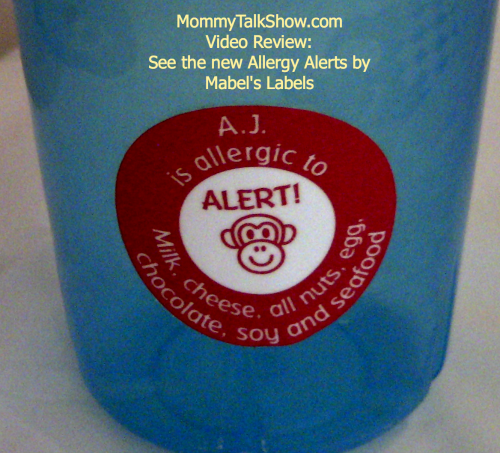 MommyTalkShow.com
Video Review:
See the new Allergy Alerts by
Mabel's Labels
A.J.
is allergic to
ALERT!
Milk, cheese, all nuts, egg,
chocolate, soy and seafood